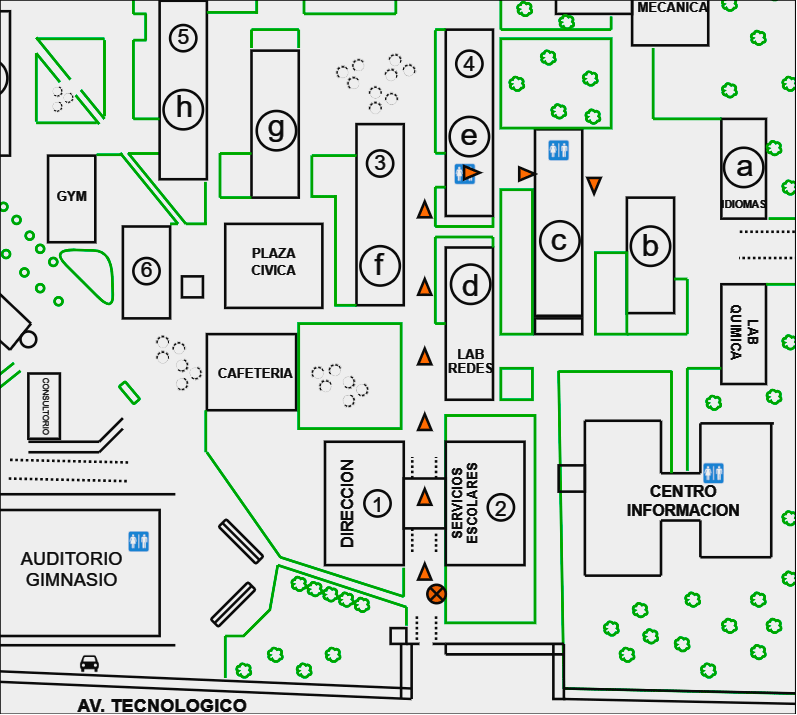 MECANICA
5
4
h
g
e
3
a
IDIOMAS
GYM
c
b
PLAZA
CIVICA
f
6
d
LAB
QUIMICA
LAB
REDES
CAFETERIA
CONSULTORIO
DIRECCION
1
SERVICIOS
ESCOLARES
2
CENTRO
INFORMACION
AUDITORIO
GIMNASIO
AV. TECNOLOGICO